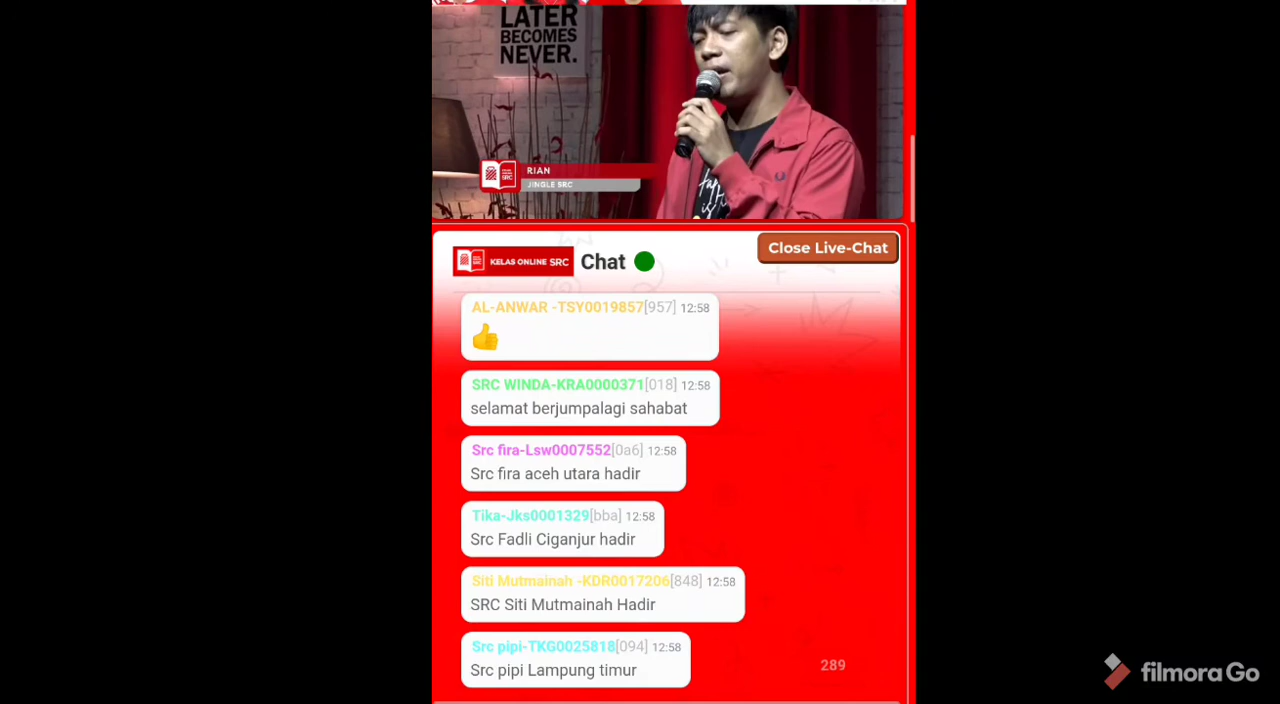 LATER
BECOMES
NEVER.
RIAN
JINGLE SRC
KELAS ONLINE SRC
Chat
Close Live-Chat
AL-ANWAR -TSY0019857[957] 12:58
👍
SRC WINDA-KRA0000371[018] 12:58
selamat berjumpalagi sahabat
Src fira-Lsw0007552[0a6] 12:58
Src fira aceh utara hadir
Tika-Jks0001329[bba] 12:58
Src Fadli Ciganjur hadir
Siti Mutmainah -KDR0017206[848] 12:58
SRC Siti Mutmainah Hadir
Src pipi-TKG0025818[094] 12:58
Src pipi Lampung timur
289
filmora Go